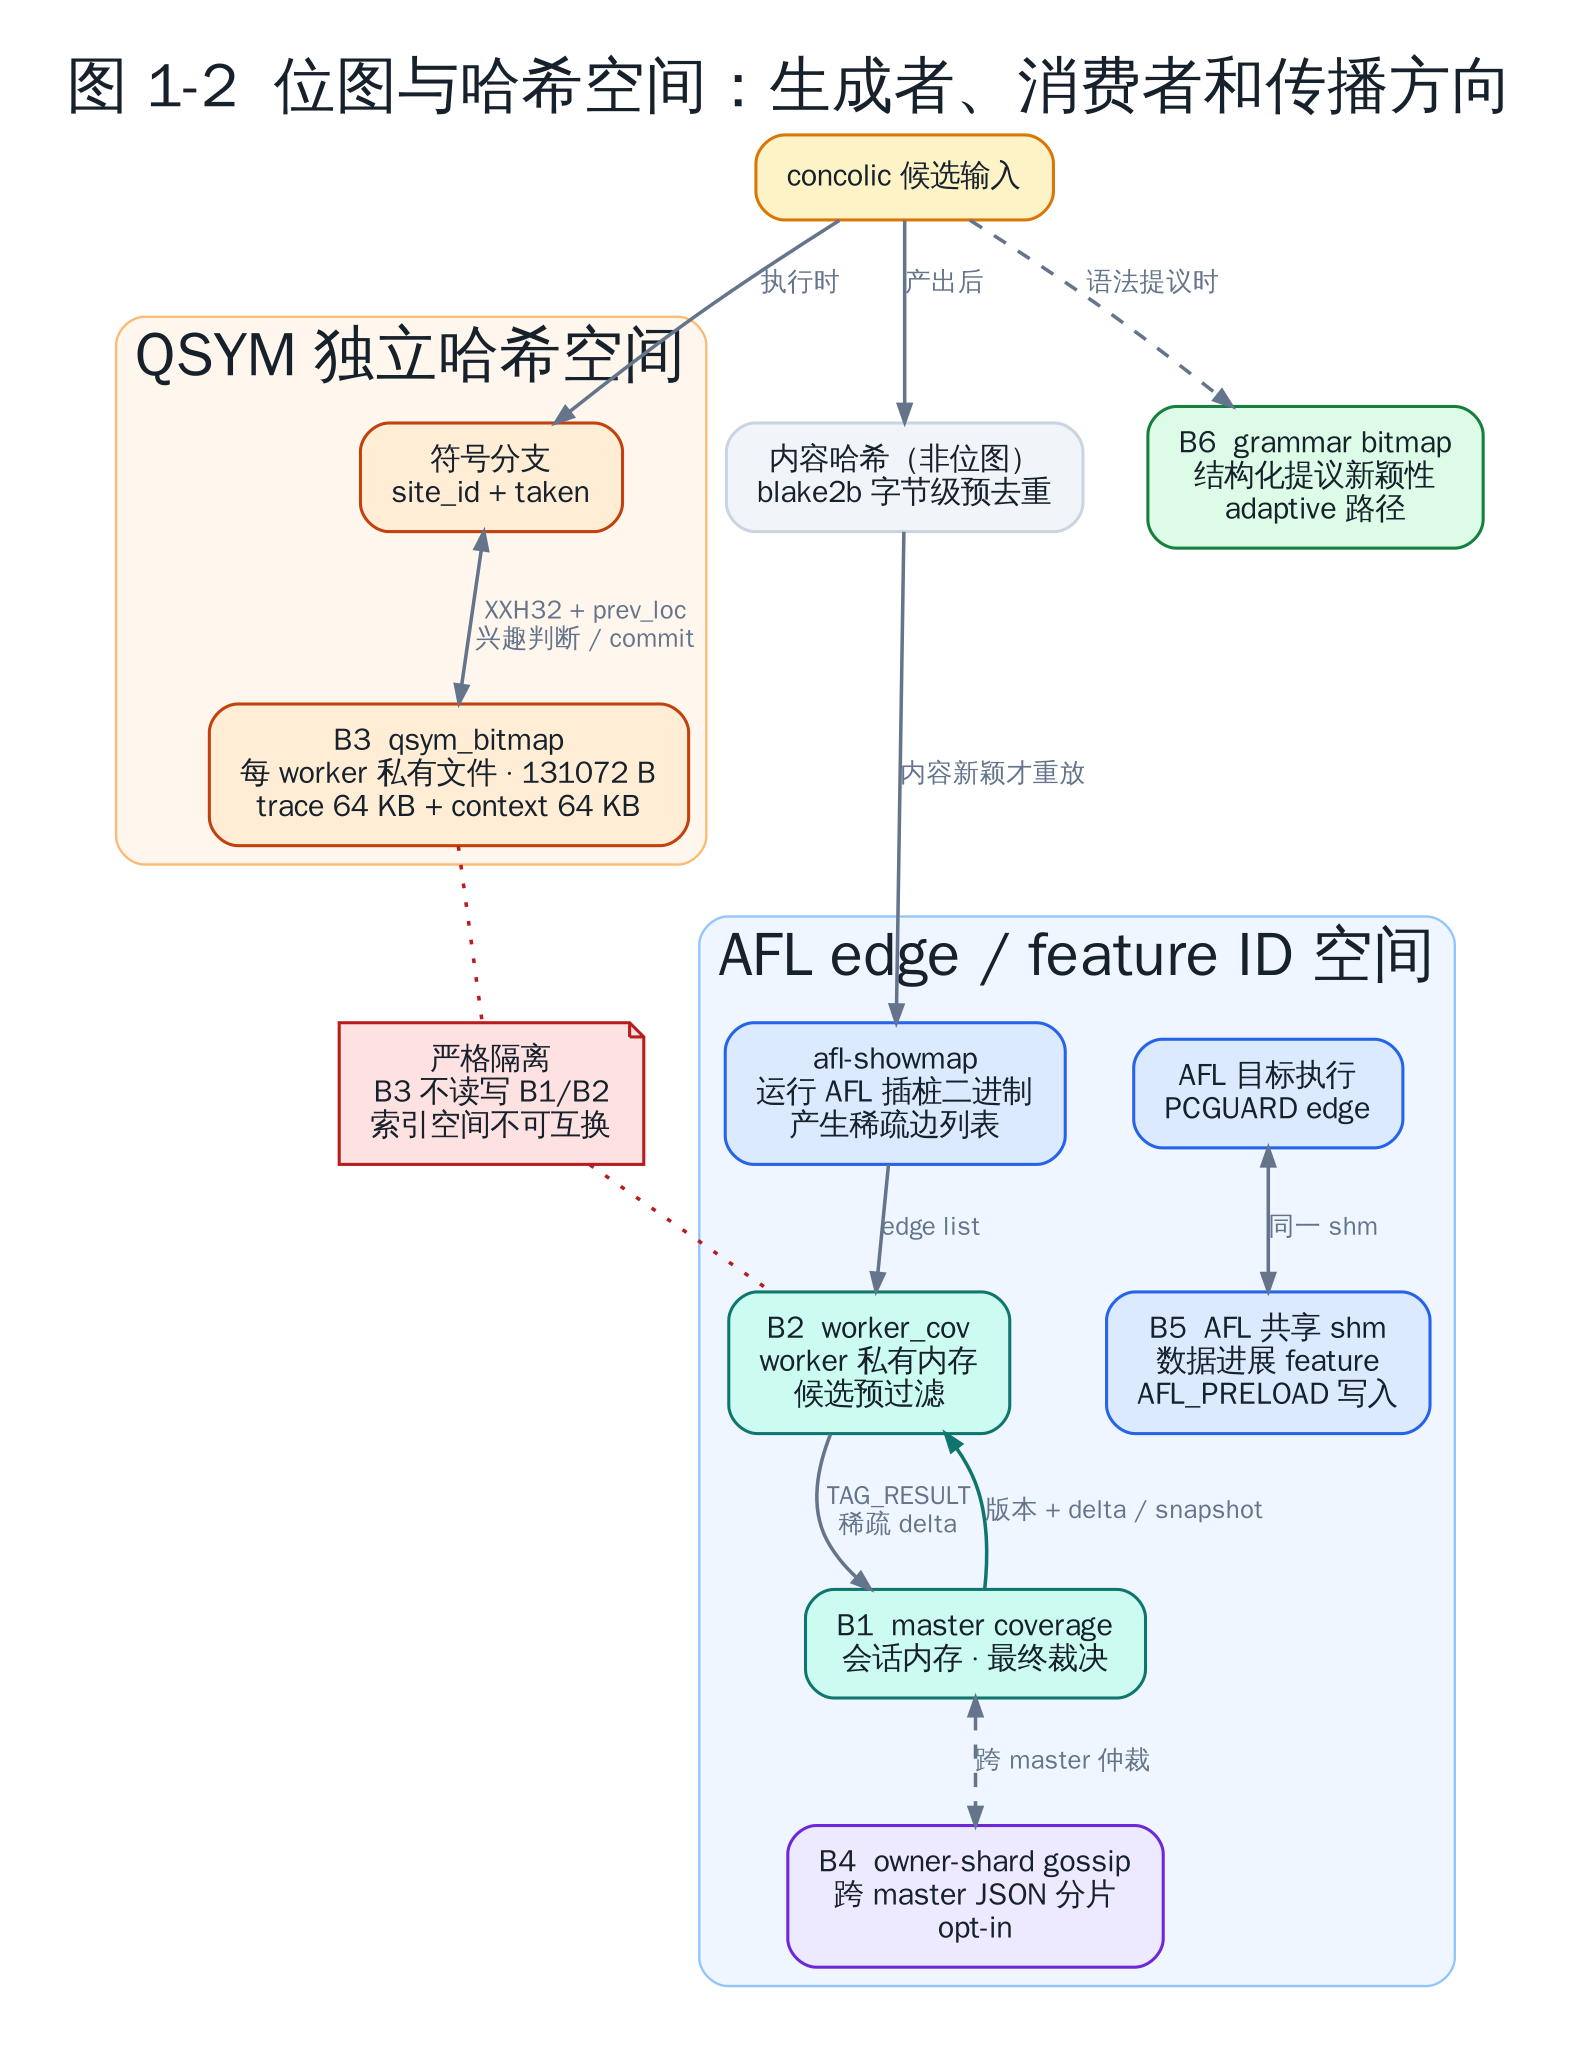 图 1-2  位图与哈希空间：生成者、消费者和传播方向
concolic 候选输入
执行时
产出后
语法提议时
QSYM 独立哈希空间
符号分支
site_id + taken
内容哈希（非位图）
blake2b 字节级预去重
B6  grammar bitmap
结构化提议新颖性
adaptive 路径
XXH32 + prev_loc
兴趣判断 / commit
B3  qsym_bitmap
每 worker 私有文件 · 131072 B
trace 64 KB + context 64 KB
内容新颖才重放
AFL edge / feature ID 空间
严格隔离
B3 不读写 B1/B2
索引空间不可互换
afl-showmap
运行 AFL 插桩二进制
产生稀疏边列表
AFL 目标执行
PCGUARD edge
edge list
同一 shm
B2  worker_cov
worker 私有内存
候选预过滤
B5  AFL 共享 shm
数据进展 feature
AFL_PRELOAD 写入
TAG_RESULT
稀疏 delta
版本 + delta / snapshot
B1  master coverage
会话内存 · 最终裁决
跨 master 仲裁
B4  owner-shard gossip
跨 master JSON 分片
opt-in